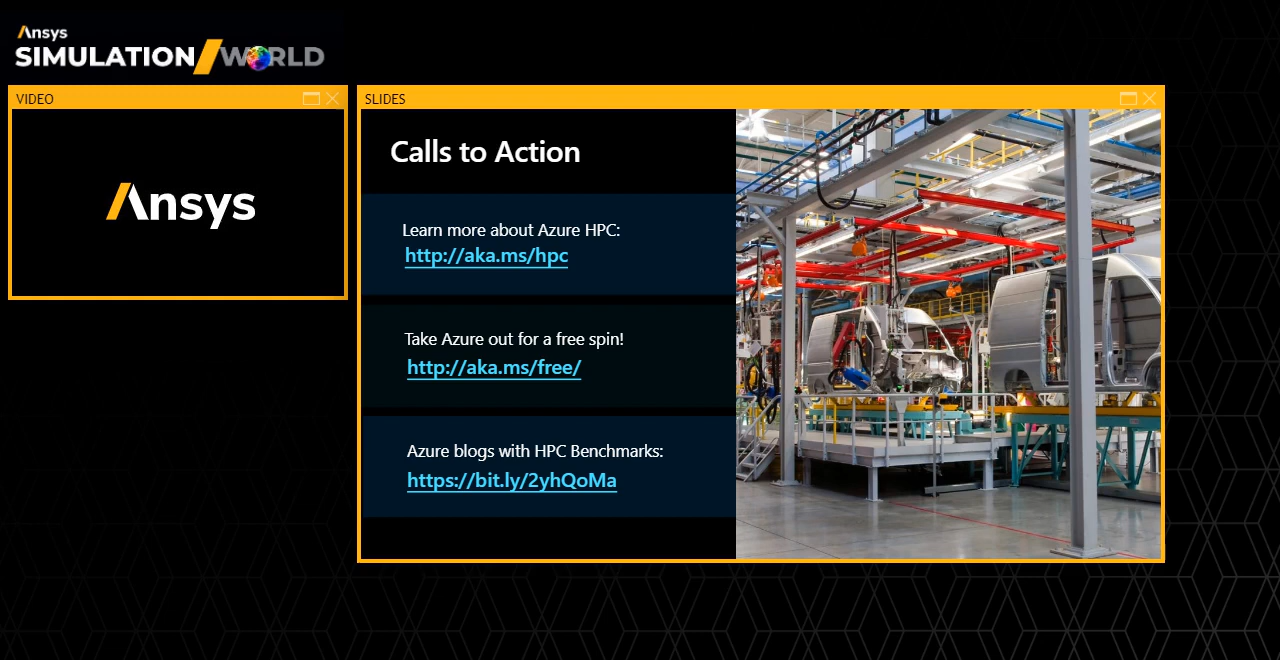 Ansys
SIMULATION WORLD
VIDEO
Ansys
SLIDES
Calls to Action
Learn more about Azure HPC:
http://aka.ms/hpc
Take Azure out for a free spin!
http://aka.ms/free/
Azure blogs with HPC Benchmarks:
https://bit.ly/2yhQoMa